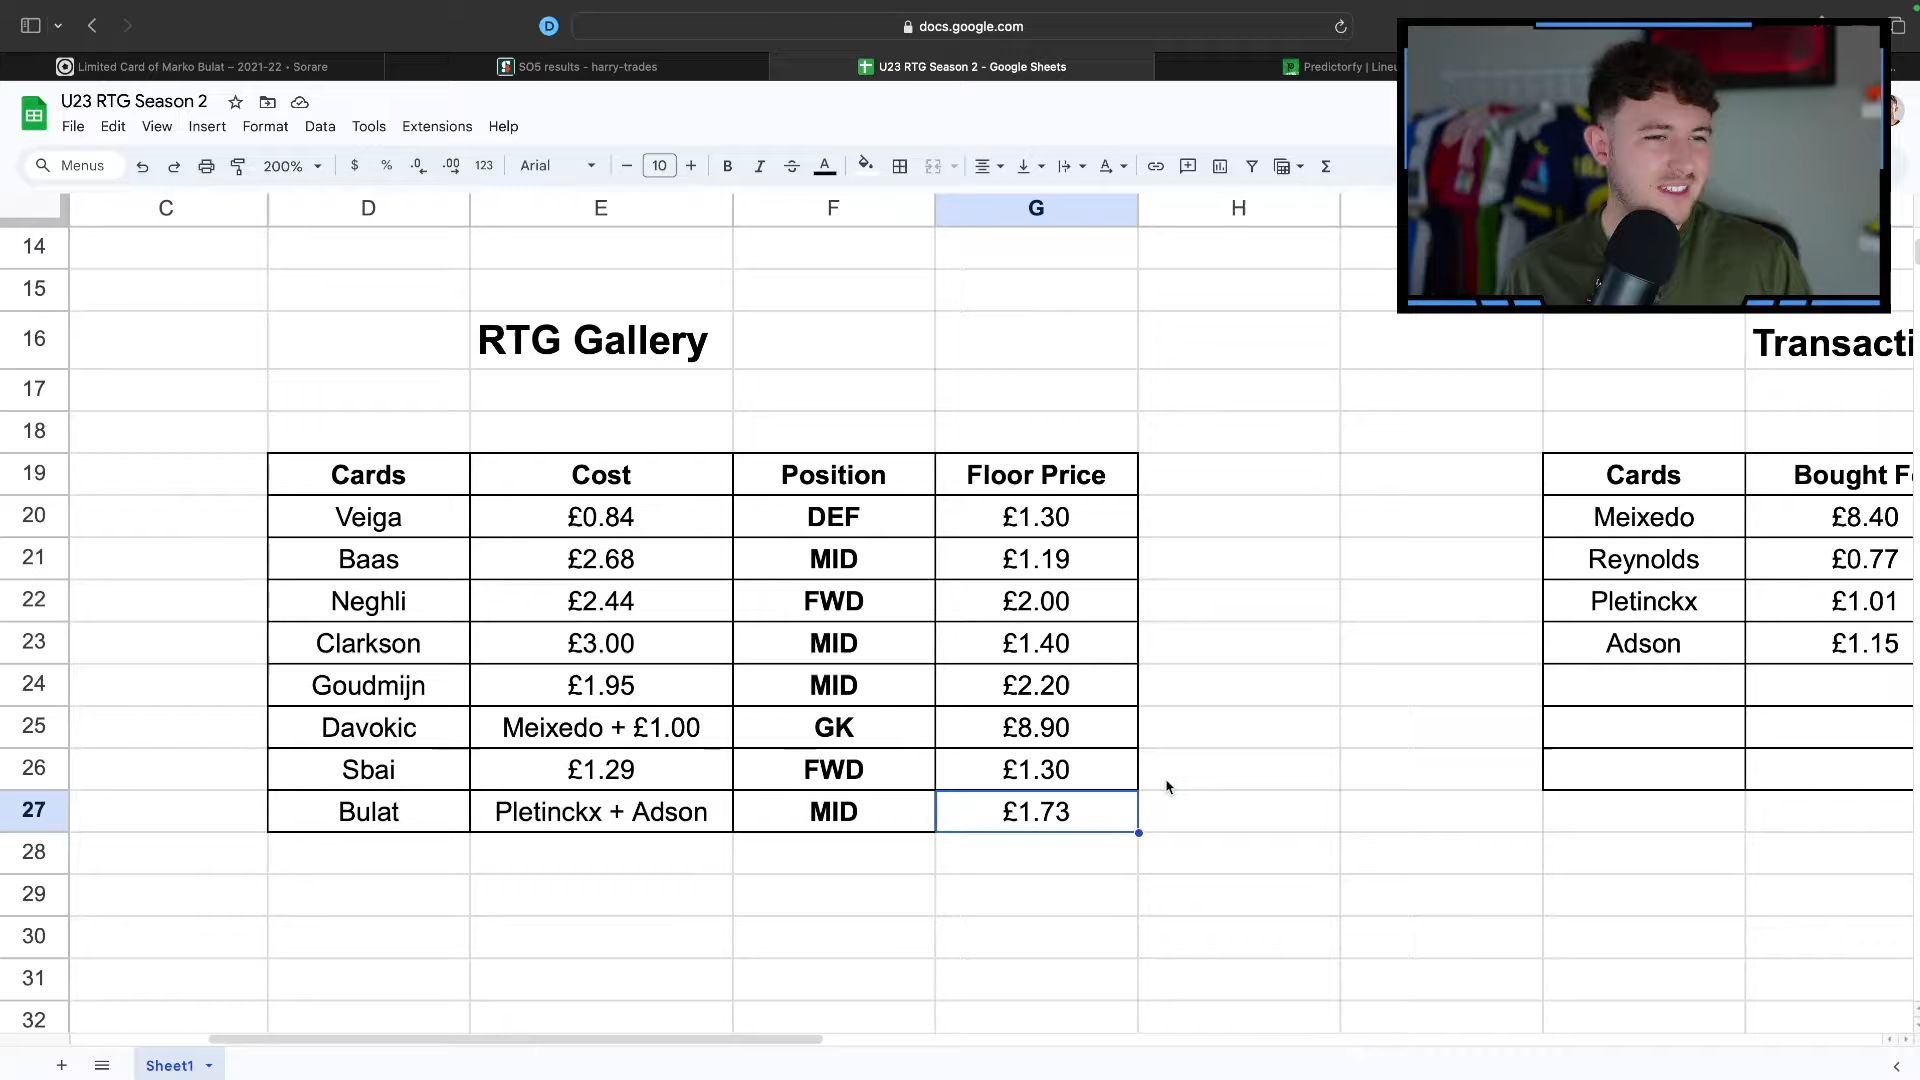 D
docs.google.com
Limited Card of Marko Bulat – 2021-22 • Sorare
SO5 results - harry-trades
U23 RTG Season 2 - Google Sheets
Predictorfy | Lineu
U23 RTG Season 2
File Edit View Insert Format Data Tools Extensions Help
Menus 200% $ % .0 .00 123 Arial 10 B I A
C D E F G H
14
15
16 RTG Gallery Transacti
17
18
19 Cards Cost Position Floor Price Cards Bought F
20 Veiga £0.84 DEF £1.30 Meixedo £8.40
21 Baas £2.68 MID £1.19 Reynolds £0.77
22 Neghli £2.44 FWD £2.00 Pletinckx £1.01
23 Clarkson £3.00 MID £1.40 Adson £1.15
24 Goudmijn £1.95 MID £2.20
25 Davokic Meixedo + £1.00 GK £8.90
26 Sbai £1.29 FWD £1.30
27 Bulat Pletinckx + Adson MID £1.73
28
29
30
31
32
Sheet1